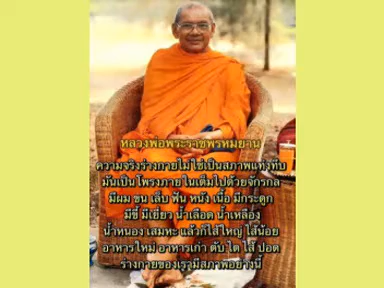 หลวงพ่อพระราชพรหมยาน
ความจริงร่างกายไม่ใช่เป็นสภาพแท่งทึบ
มันเป็นโพรงภายในเต็มไปด้วยจักรกล
มีผม ขน เล็บ ฟัน หนัง เนื้อ มีกระดูก
มีขี้ มีเยี่ยว น้ำเลือด น้ำเหลือง
น้ำหนอง เสมหะ แล้วก็ไส้ใหญ่ ไส้น้อย
อาหารใหม่ อาหารเก่า ตับ ไต ไส้ ปอด
ร่างกายของเรามีสภาพอย่างนี้